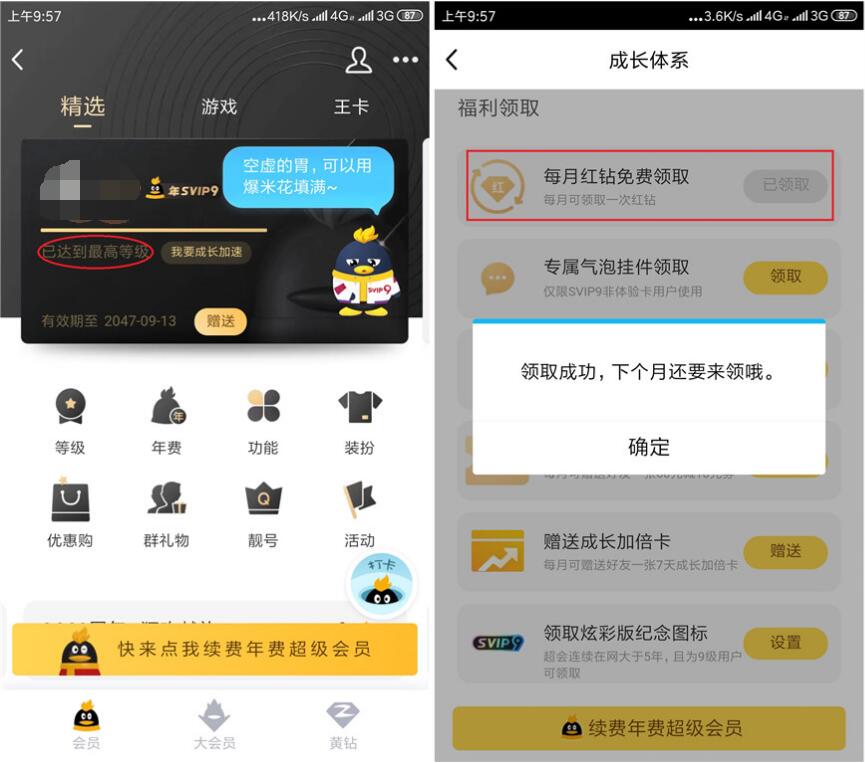 上午9:57
...418K/s 4G 3G 87
精选
游戏
王卡
年SVIP9
空虚的胃，可以用
爆米花填满~
已达到最高等级
我要成长加速
SVIP9
有效期至 2047-09-13
赠送
等级
年费
功能
装扮
优惠购
群礼物
靓号
活动
打卡
快来点我续费年费超级会员
会员
大会员
黄钻
上午9:57
...3.6K/s 4G 3G 87
成长体系
福利领取
红
每月红钻免费领取
每月可领取一次红钻
已领取
专属气泡挂件领取
仅限SVIP9非体验卡用户使用
领取
领取成功，下个月还要来领哦。
确定
赠送成长加倍卡
每月可赠送好友一张7天成长加倍卡
赠送
SVIP9
领取炫彩版纪念图标
超会连续在网大于5年，且为9级用户
可领取
设置
续费年费超级会员